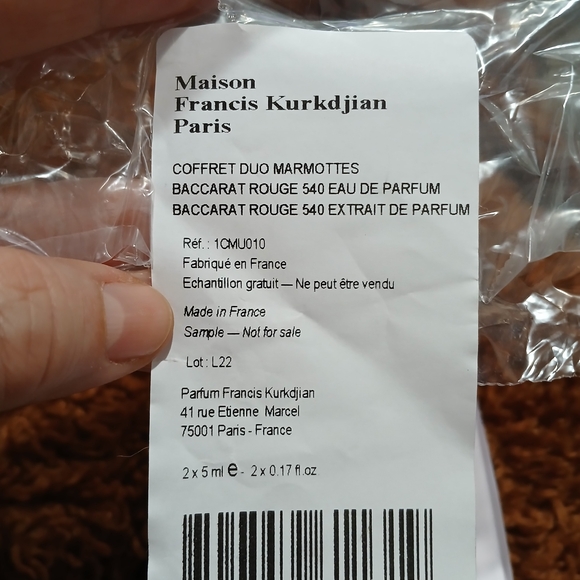 Maison
Francis Kurkdjian
Paris
COFFRET DUO MARMOTTES
BACCARAT ROUGE 540 EAU DE PARFUM
BACCARAT ROUGE 540 EXTRAIT DE PARFUM
Réf. : 1CMU010
Fabriqué en France
Echantillon gratuit — Ne peut être vendu
Made in France
Sample — Not for sale
Lot : L22
Parfum Francis Kurkdjian
41 rue Etienne Marcel
75001 Paris - France
2 x 5 ml e - 2 x 0.17 fl.oz